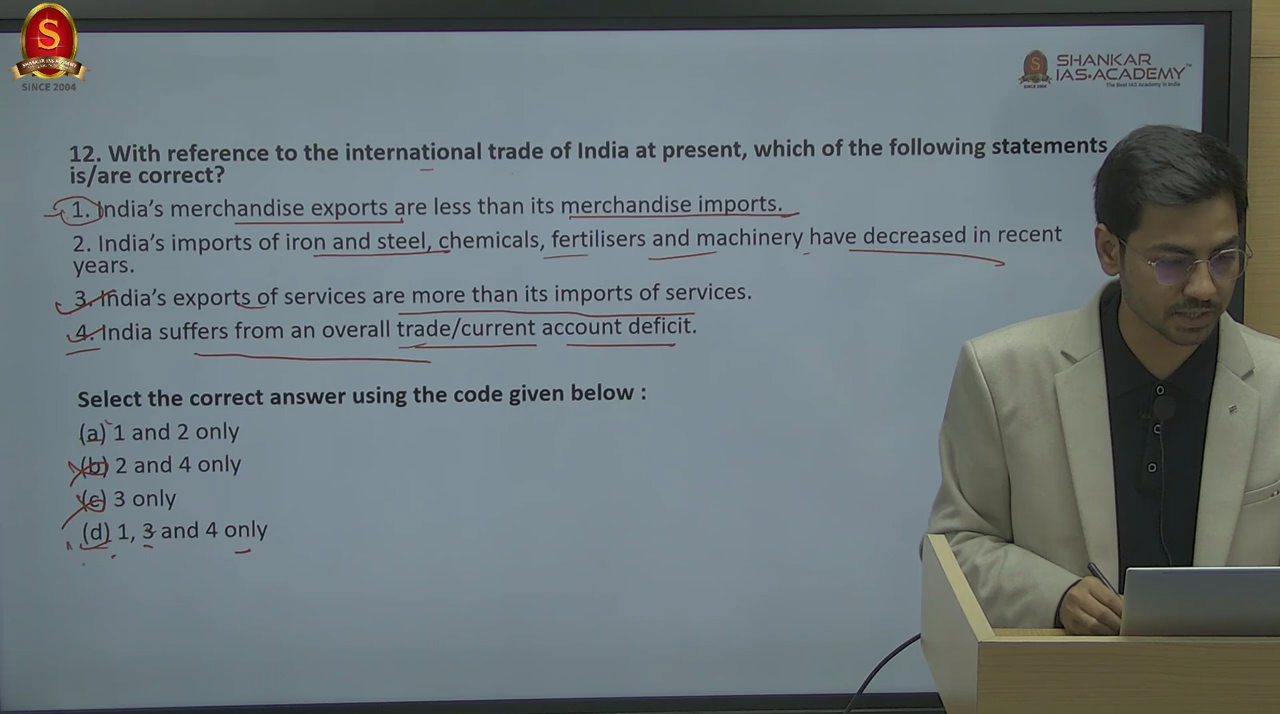 S
SHANKAR IAS ACADEMY
SINCE 2004
S
SINCE 2004
SHANKAR
IAS ACADEMY™
The Best IAS Academy in India
12. With reference to the international trade of India at present, which of the following statements
is/are correct?
1. India's merchandise exports are less than its merchandise imports.
2. India's imports of iron and steel, chemicals, fertilisers and machinery have decreased in recent
years.
3. India's exports of services are more than its imports of services.
4. India suffers from an overall trade/current account deficit.
Select the correct answer using the code given below :
(a) 1 and 2 only
(b) 2 and 4 only
(c) 3 only
(d) 1, 3 and 4 only